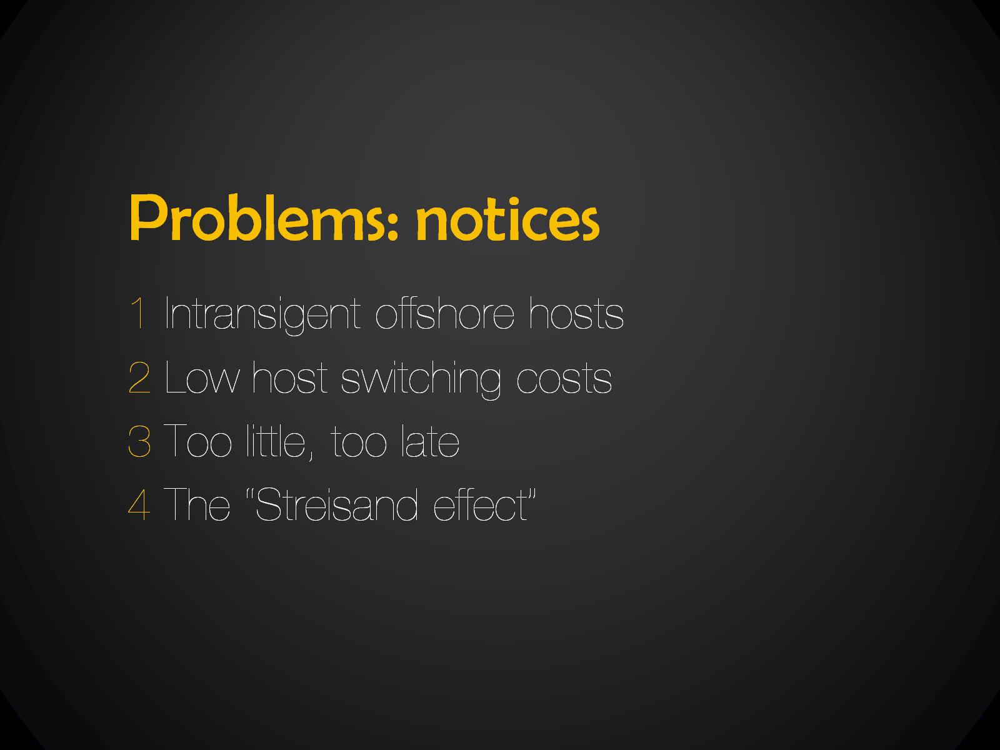 Problems: notices
1 Intransigent offshore hosts
2 Low host switching costs
3 Too little, too late
4 The “Streisand effect”